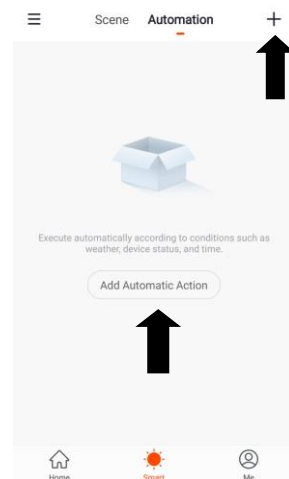 Scene Automation
Execute automatically according to conditions such as
weather, device status, and time.
Add Automatic Action
Home Smart Me